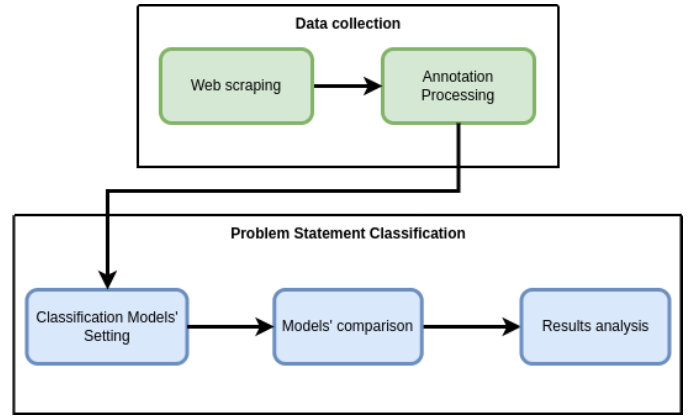 Data collection
Web scraping
Annotation
Processing
Problem Statement Classification
Classification Models'
Setting
Models' comparison
Results analysis